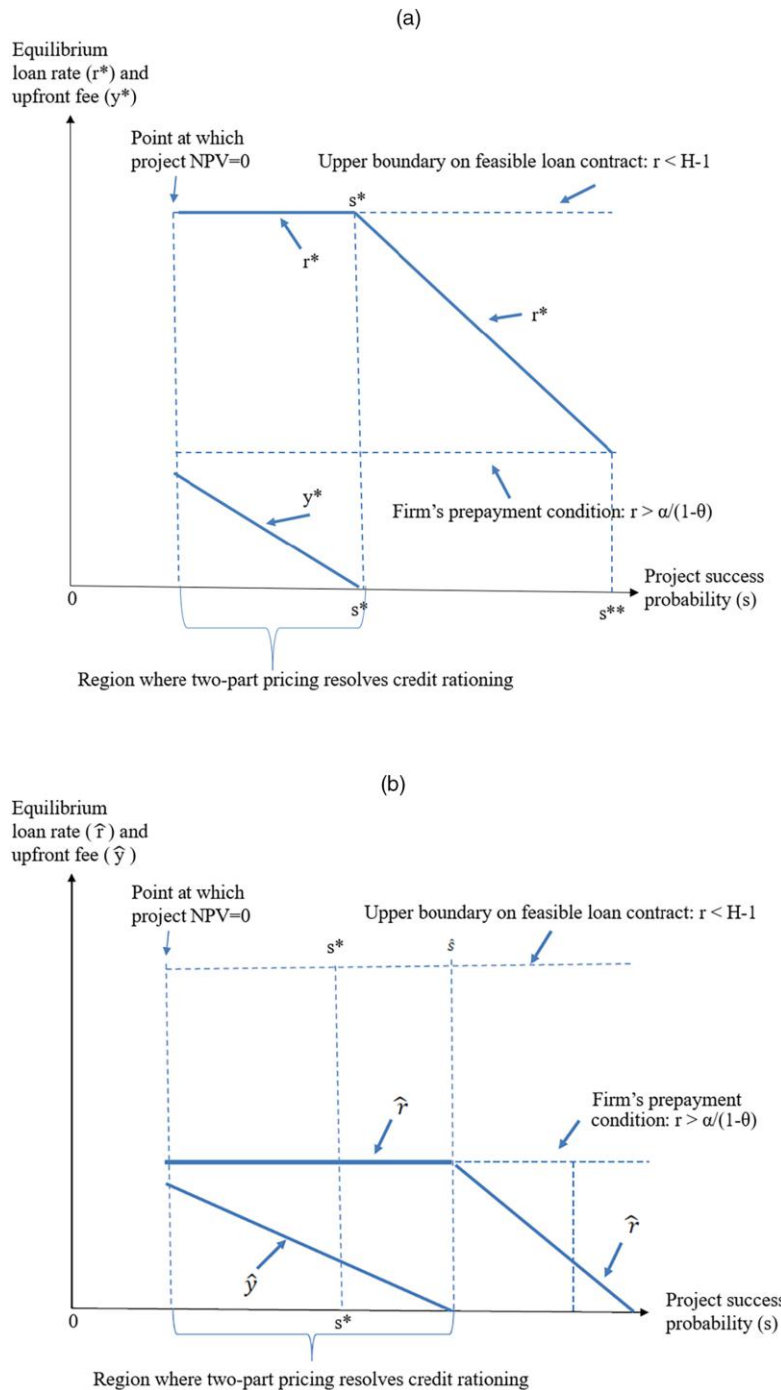 (a)
Equilibrium
loan rate (r*) and
upfront fee (y*)
Point at which
project NPV=0
Upper boundary on feasible loan contract: r < H-1
s*
r*
r*
y*
Firm's prepayment condition: r > α/(1-θ)
0
s*
s**
Project success
probability (s)
Region where two-part pricing resolves credit rationing
(b)
Equilibrium
loan rate (r̂) and
upfront fee (ŷ)
Point at which
project NPV=0
Upper boundary on feasible loan contract: r < H-1
s*
ŝ
r̂
Firm's prepayment
condition: r > α/(1-θ)
r̂
ŷ
0
s*
Project success
probability (s)
Region where two-part pricing resolves credit rationing